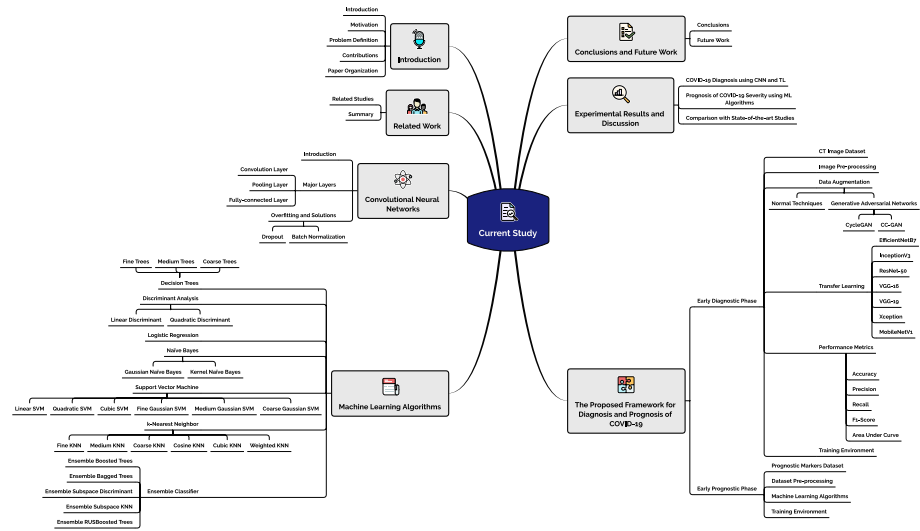 Introduction
Motivation
Problem Definition
Contributions
Paper Organization
Introduction
Related Studies
Summary
Related Work
Introduction
Convolution Layer
Pooling Layer
Fully-connected Layer
Major Layers
Overfitting and Solutions
Dropout
Batch Normalization
Convolutional Neural
Networks
Fine Trees
Medium Trees
Coarse Trees
Decision Trees
Discriminant Analysis
Linear Discriminant
Quadratic Discriminant
Logistic Regression
Naïve Bayes
Gaussian Naïve Bayes
Kernel Naïve Bayes
Support Vector Machine
Linear SVM
Quadratic SVM
Cubic SVM
Fine Gaussian SVM
Medium Gaussian SVM
Coarse Gaussian SVM
k-Nearest Neighbor
Fine KNN
Medium KNN
Coarse KNN
Cosine KNN
Cubic KNN
Weighted KNN
Ensemble Boosted Trees
Ensemble Bagged Trees
Ensemble Subspace Discriminant
Ensemble Subspace KNN
Ensemble RUSBoosted Trees
Ensemble Classifier
Machine Learning Algorithms
Current Study
Conclusions and Future Work
Conclusions
Future Work
Experimental Results and
Discussion
COVID-19 Diagnosis using CNN and TL
Prognosis of COVID-19 Severity using ML
Algorithms
Comparison with State-of-the-art Studies
The Proposed Framework for
Diagnosis and Prognosis of
COVID-19
Early Diagnostic Phase
CT Image Dataset
Image Pre-processing
Data Augmentation
Normal Techniques
Generative Adversarial Networks
CycleGAN
CC-GAN
Transfer Learning
EfficientNetB7
InceptionV3
ResNet-50
VGG-16
VGG-19
Xception
MobileNetV1
Performance Metrics
Accuracy
Precision
Recall
F1-Score
Area Under Curve
Training Environment
Early Prognostic Phase
Prognostic Markers Dataset
Dataset Pre-processing
Machine Learning Algorithms
Training Environment